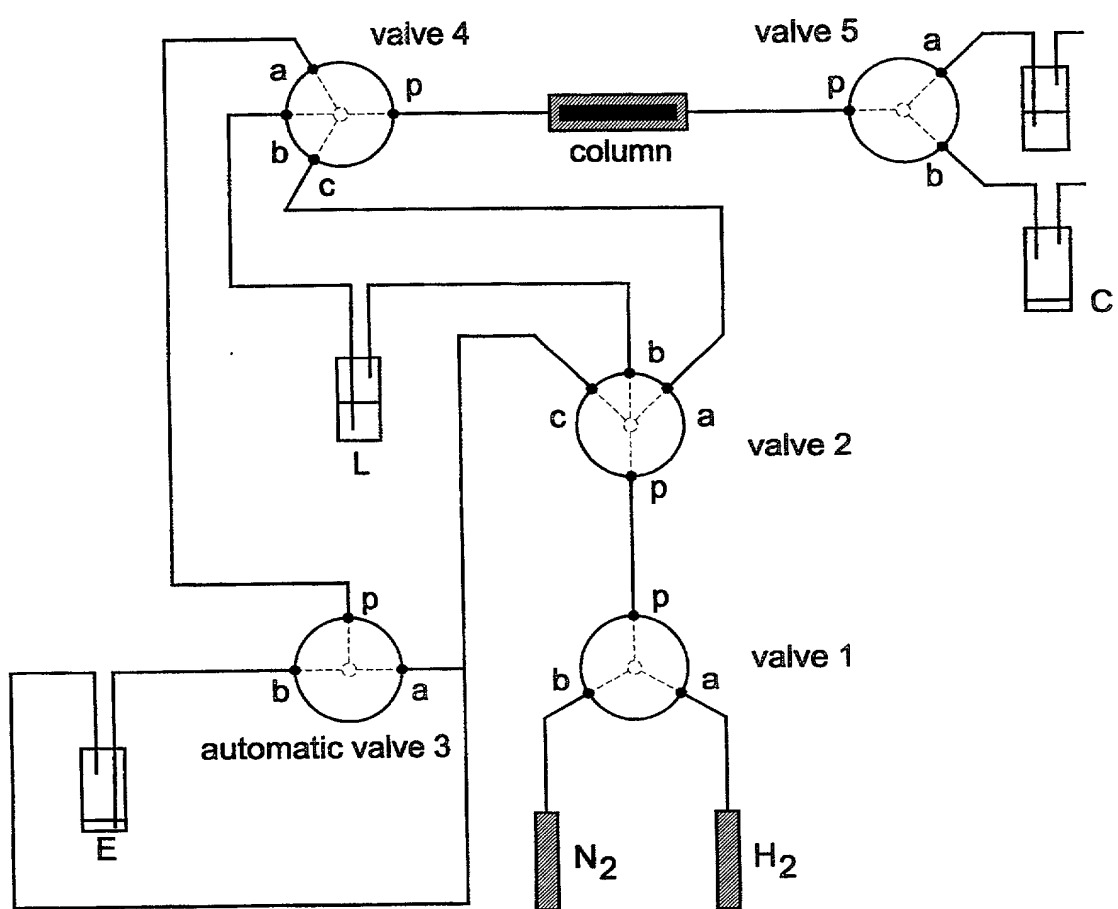 valve 4
valve 5
a
a
p
p
b
column
b
c
C
b
c
a
L
valve 2
p
p
p
valve 1
b
a
b
a
automatic valve 3
E
N2
H2